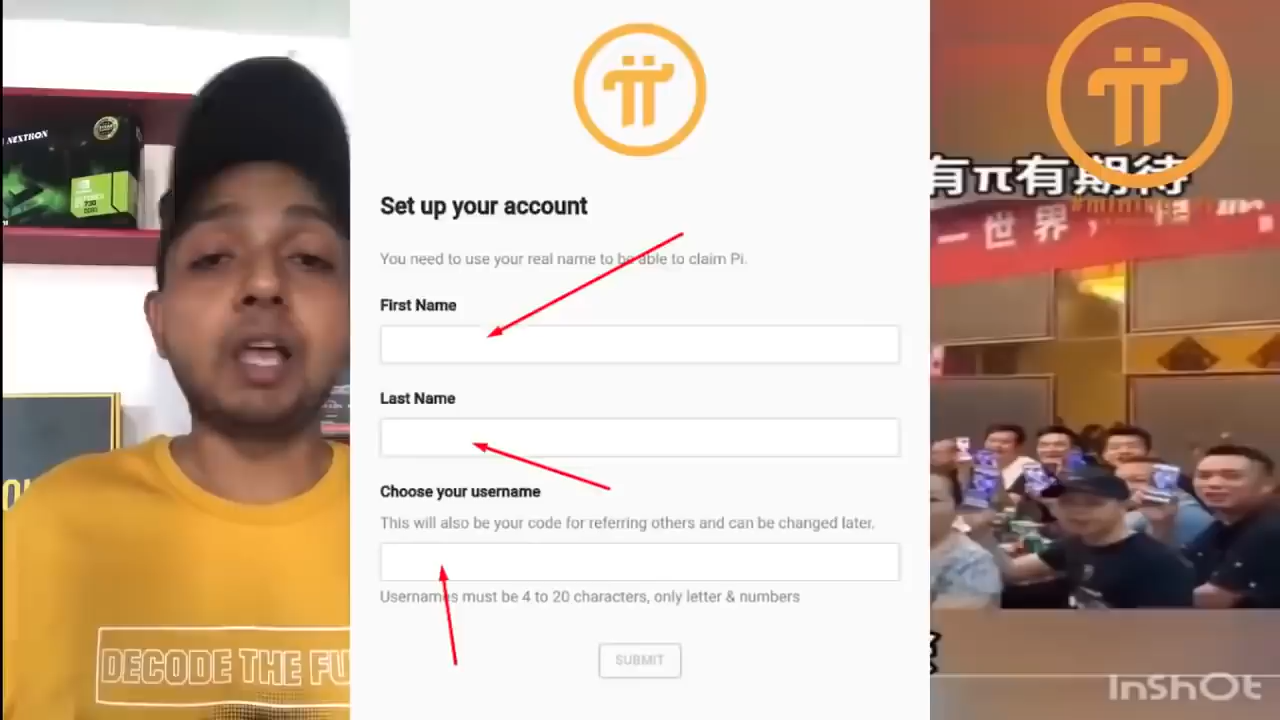 NEXTRON
730
Set up your account
You need to use your real name to be able to claim Pi.
First Name
Last Name
Choose your username
This will also be your code for referring others and can be changed later.
Usernames must be 4 to 20 characters, only letter & numbers
SUBMIT
DECODE THE FU
有π有期待
一世界，
InShOt